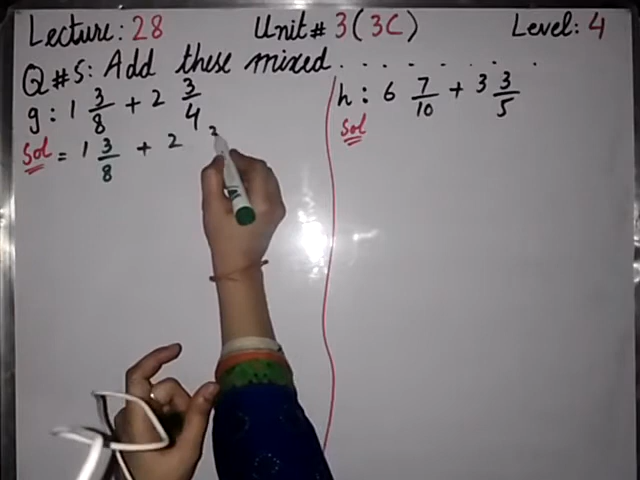 Lecture: 28 Unit# 3(3C) Level: 4
Q#5: Add these mixed . . . . . . . .
g: 1 3/8 + 2 3/4
Sol = 1 3/8 + 2
h: 6 7/10 + 3 3/5
Sol